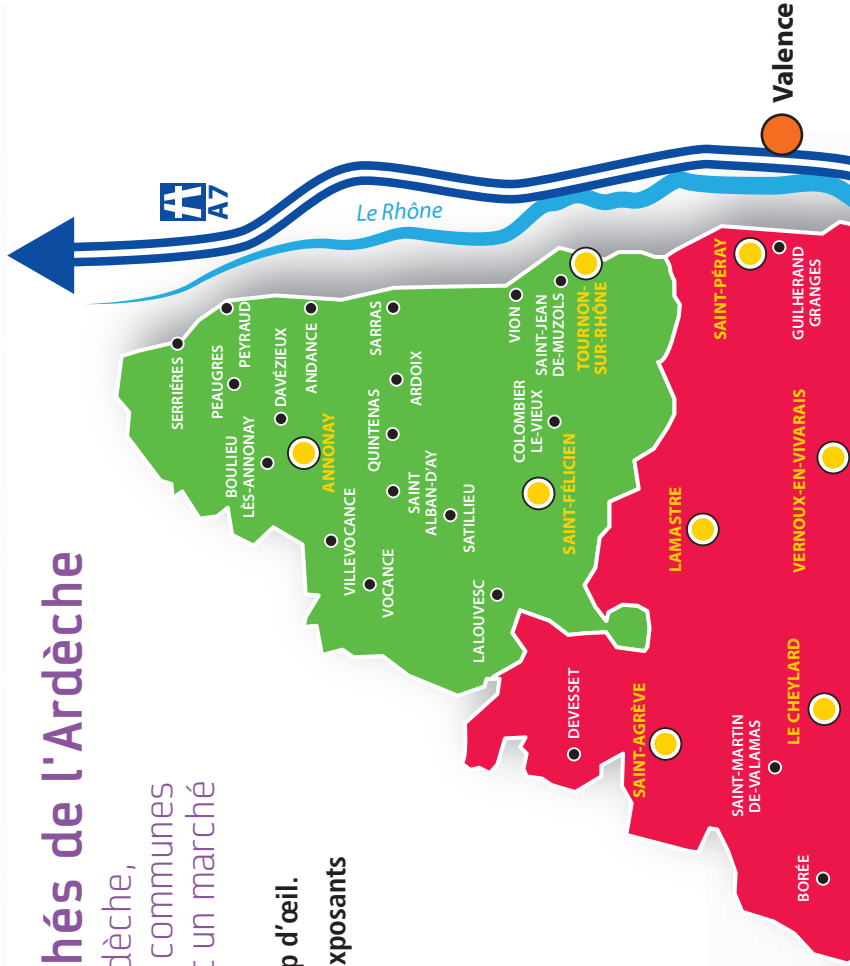 hés de l'Ardèche
dèche,
communes
un marché
p d'œil.
xposants
A7
Le Rhône
Valence
SERRIÈRES
PEAUGRES
PEYRAUD
DAVÉZIEUX
ANDANCE
BOULIEU
LÈS-ANNONAY
ANNONAY
SARRAS
ARDOIX
QUINTENAS
SAINT
ALBAN-D'AY
SATILLIEU
VILLEVOCANCE
VOCANCE
LALOUVESC
VION
SAINT-JEAN
DE-MUZOLS
TOURNON-
SUR-RHÔNE
COLOMBIER
LE-VIEUX
SAINT-FÉLICIEN
SAINT-PÉRAY
GUILHERAND
GRANGES
LAMASTRE
VERNOUX-EN-VIVARAIS
DEVESSET
SAINT-AGRÈVE
LE CHEYLARD
SAINT-MARTIN
DE-VALAMAS
BORÉE